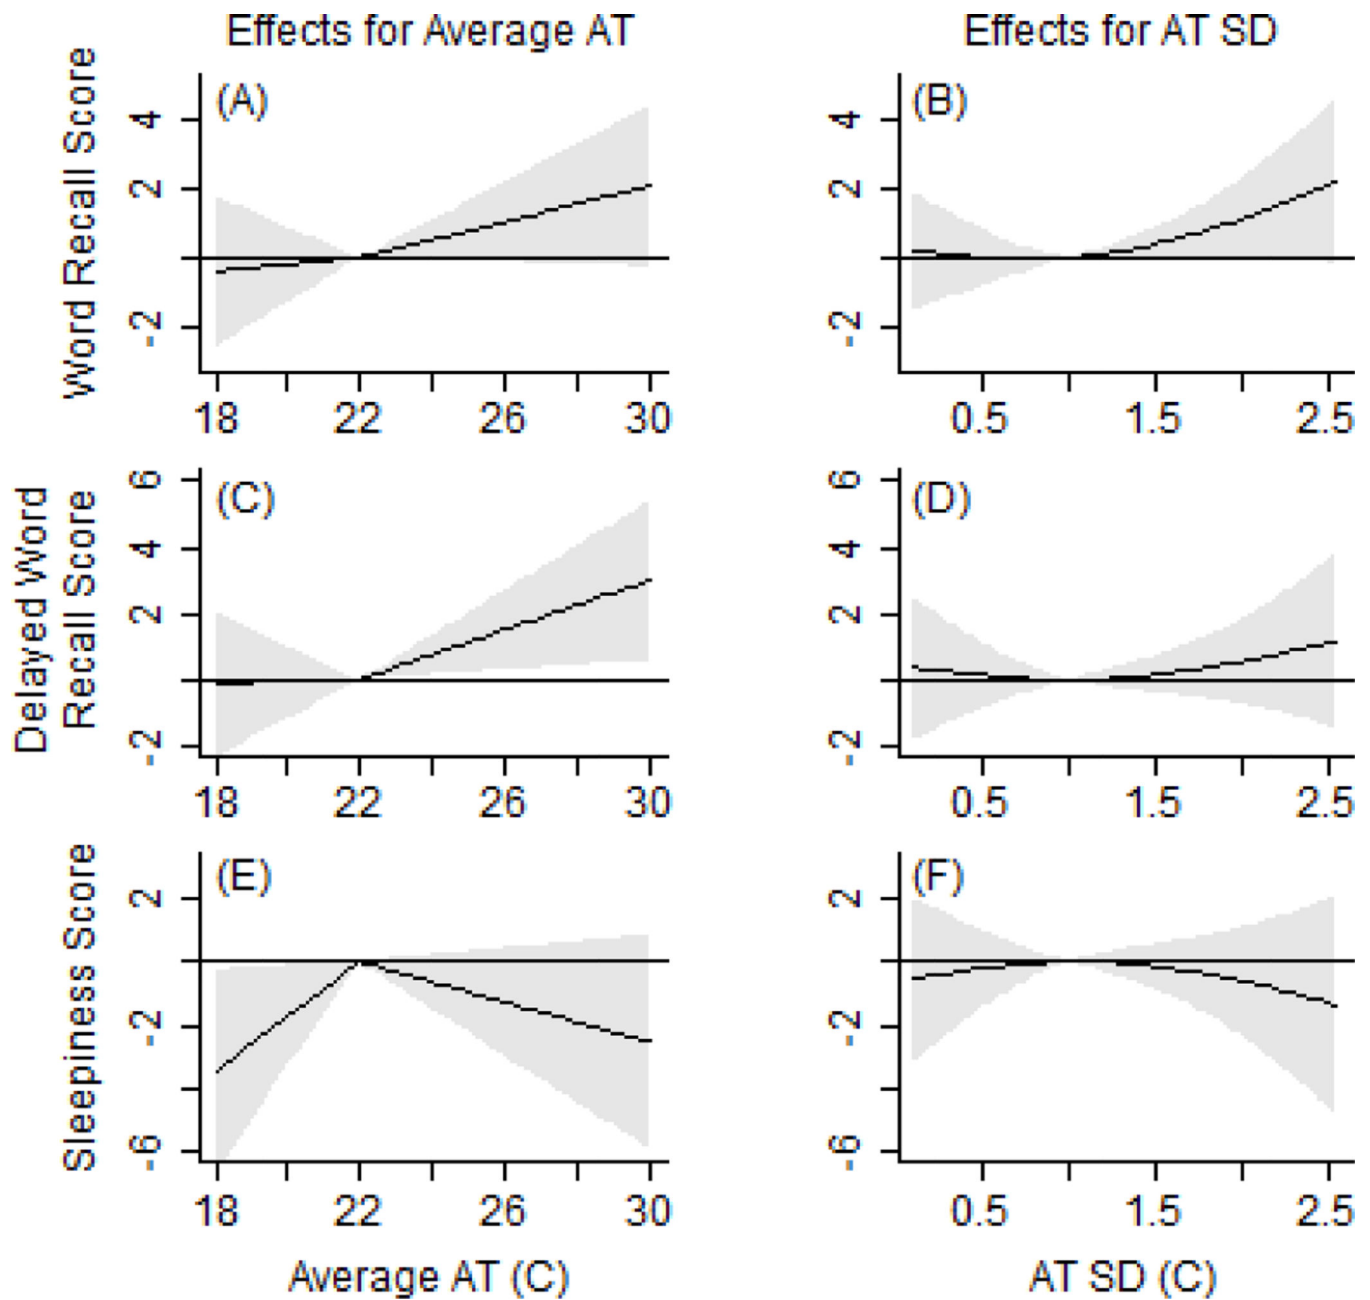 Effects for Average AT
Effects for AT SD
Word Recall Score
4
2
-2
(A)
18
22
26
30
4
2
-2
(B)
0.5
1.5
2.5
Delayed Word
Recall Score
6
4
2
-2
(C)
18
22
26
30
6
4
2
-2
(D)
0.5
1.5
2.5
Sleepiness Score
2
-2
-6
(E)
18
22
26
30
Average AT (C)
2
-2
-6
(F)
0.5
1.5
2.5
AT SD (C)